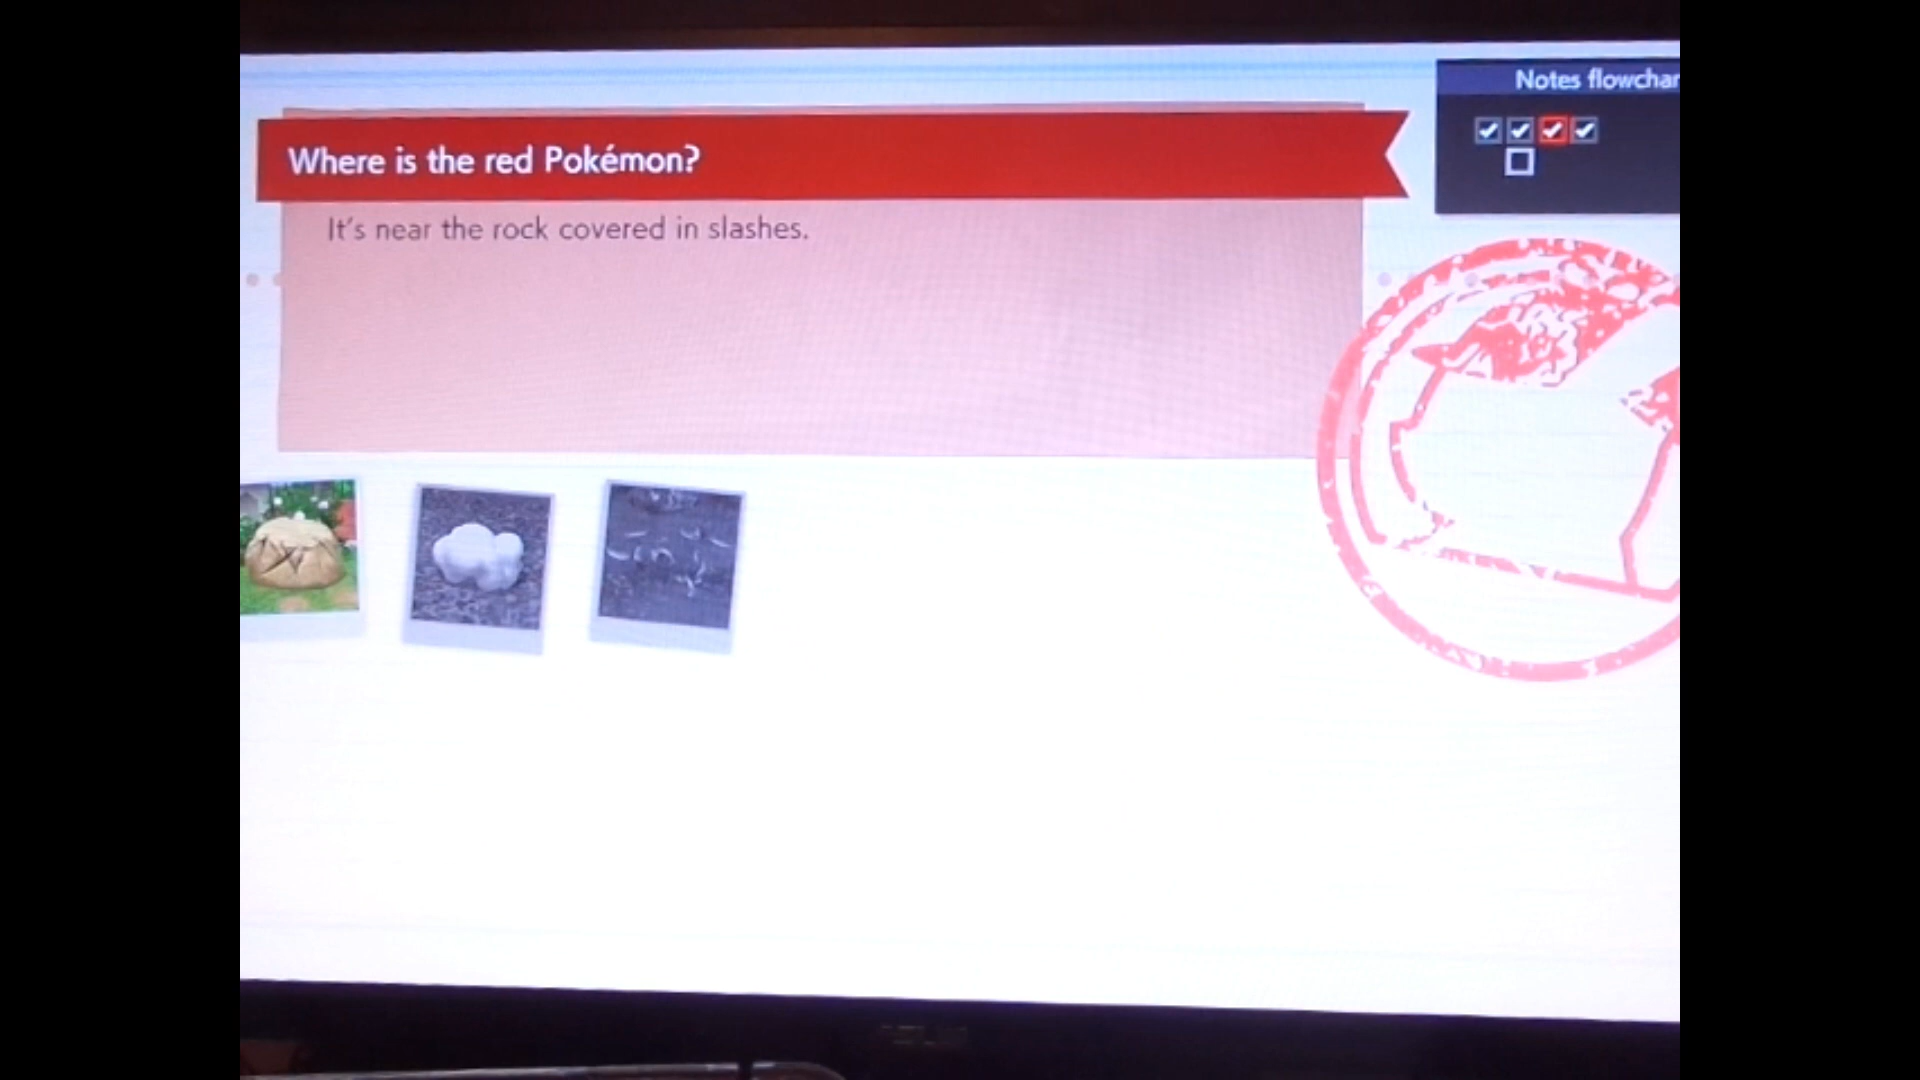 Notes flowchar
Where is the red Pokémon?
It's near the rock covered in slashes.